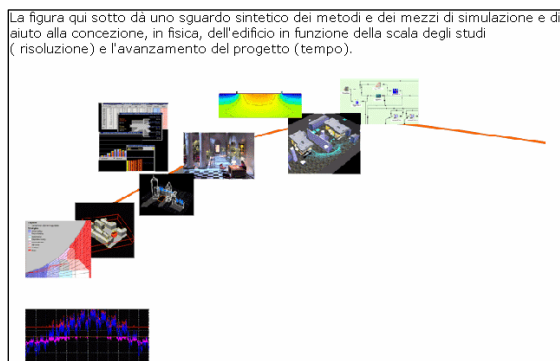 La figura qui sotto dà uno sguardo sintetico dei metodi e dei mezzi di simulazione e di
aiuto alla concezione, in fisica, dell'edificio in funzione della scala degli studi
( risoluzione) e l'avanzamento del progetto (tempo).